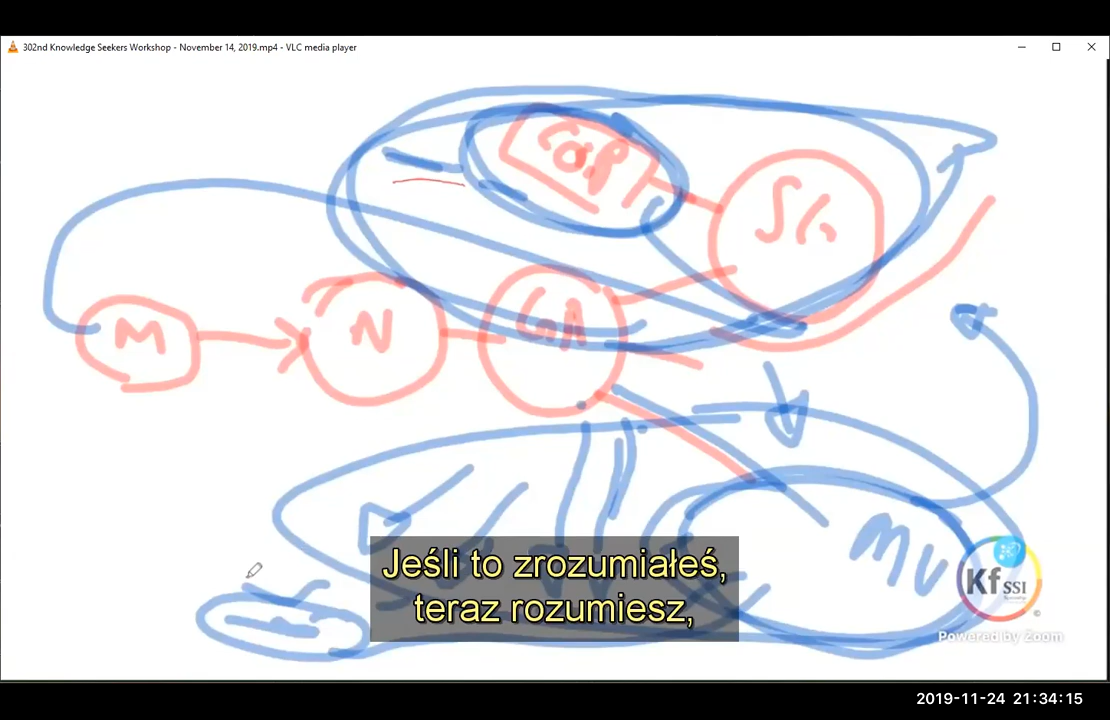 302nd Knowledge Seekers Workshop - November 14, 2019.mp4 - VLC media player
M
N
MV
Jeśli to zrozumiałeś,
teraz rozumiesz,
Kf SSI
Powered by Zoom
2019-11-24 21:34:15